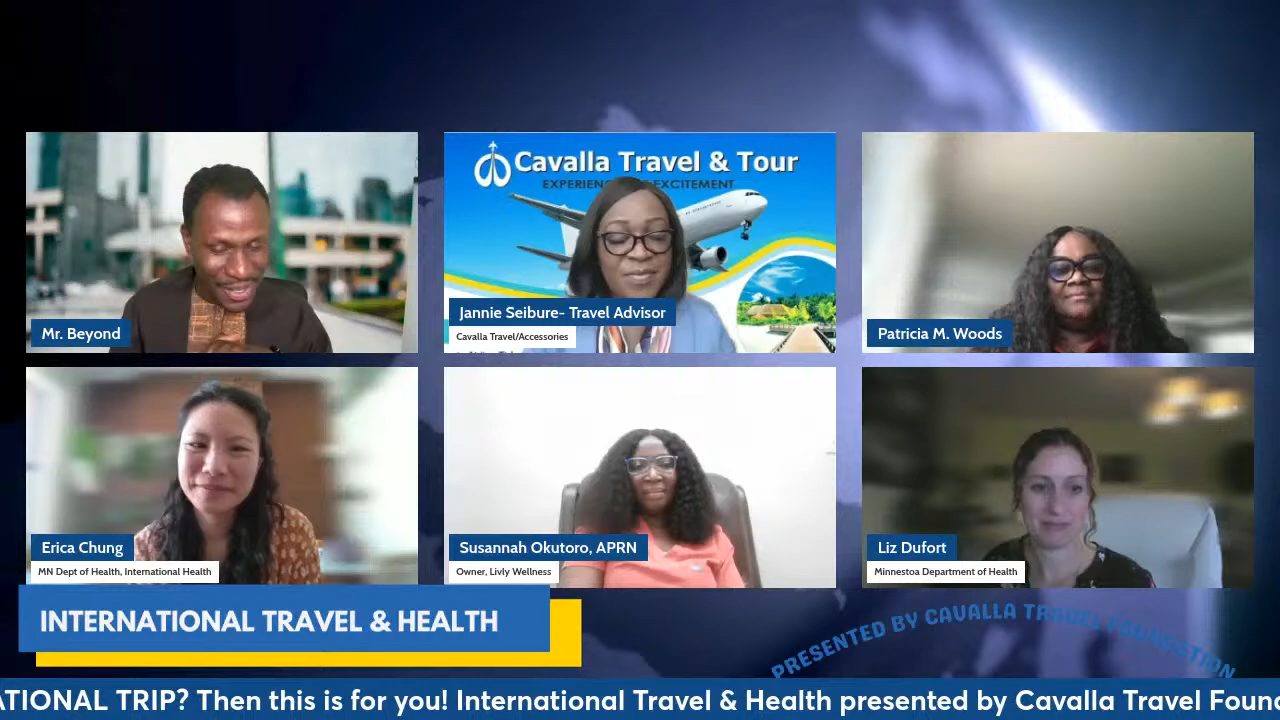 Cavalla Travel & Tour
EXCITEMENT
Mr. Beyond
Jannie Seibure- Travel Advisor
Cavalla Travel/Accessories
Patricia M. Woods
Erica Chung
MN Dept of Health, International Health
Susannah Okutoro, APRN
Owner, Livly Wellness
Liz Dufort
Minnestoa Department of Health
INTERNATIONAL TRAVEL & HEALTH
PRESENTED BY CAVALLA TRAVEL FOUNDATION
ATIONAL TRIP? Then this is for you! International Travel & Health presented by Cavalla Travel Found